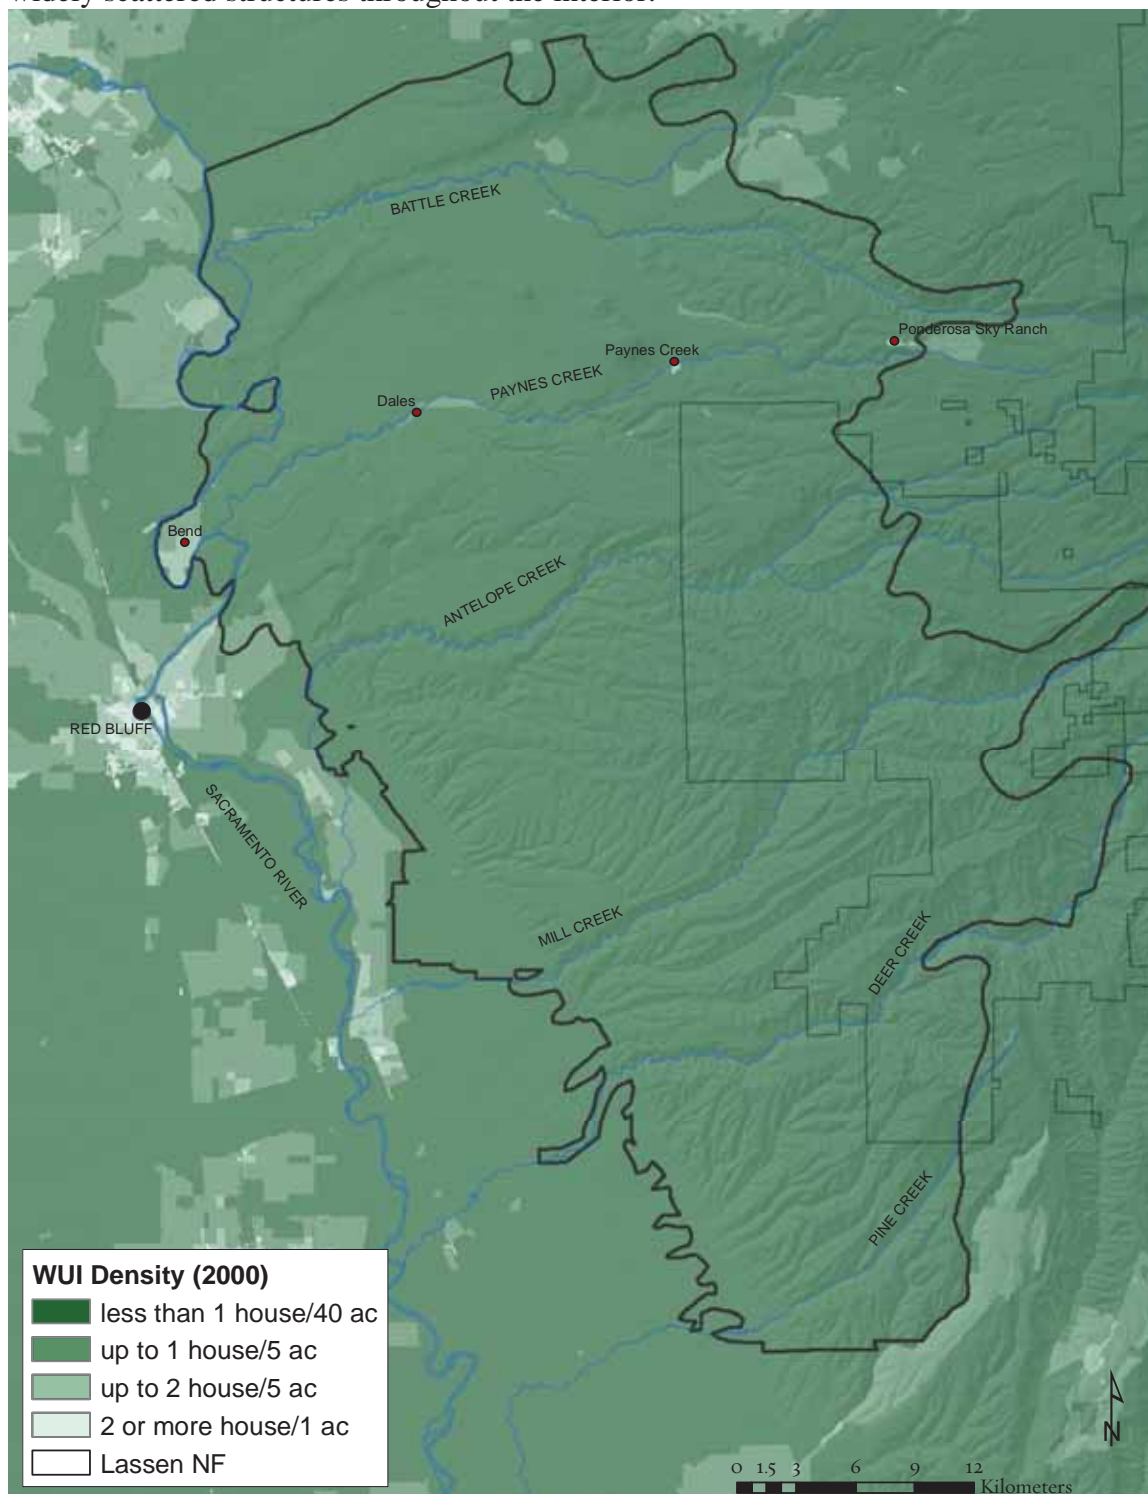 widely scattered structures throughout the interior.
BATTLE CREEK
Ponderosa Sky Ranch
Paynes Creek
PAYNES CREEK
Dales
Bend
ANTELOPE CREEK
RED BLUFF
SACRAMENTO RIVER
MILL CREEK
DEER CREEK
PINE CREEK
WUI Density (2000)
less than 1 house/40 ac
up to 1 house/5 ac
up to 2 house/5 ac
2 or more house/1 ac
Lassen NF
N
0 1.5 3 6 9 12
Kilometers